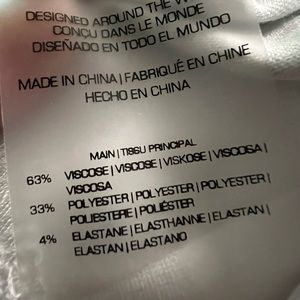 DESIGNED AROUND THE
CONÇU DANS LE MONDE
DISEÑADO EN TODO EL MUNDO
MADE IN CHINA | FABRIQUÉ EN CHINE
HECHO EN CHINA
MAIN | TISSU PRINCIPAL
63% VISCOSE | VISCOSE | VISKOSE | VISCOSA |
VISCOSA
33% POLYESTER | POLYESTER | POLYESTER |
POLIESTERE | POLIÉSTER
4% ELASTANE | ELASTHANNE | ELASTAN |
ELASTAN | ELASTANO